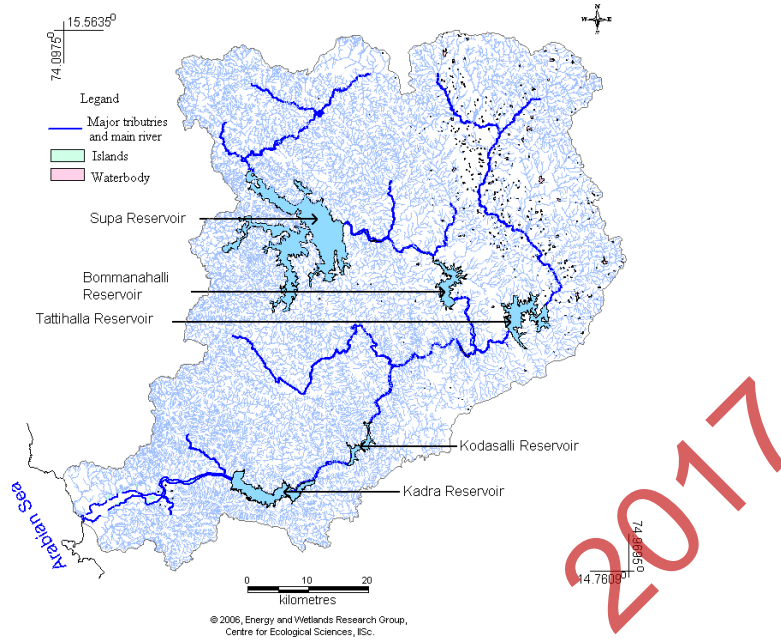 15.5635°
74.0975°
N
W E
S
Legand
Major tributries
and main river
Islands
Waterbody
Supa Reservoir
Bommanahalli
Reservoir
Tattihalla Reservoir
Kodasalli Reservoir
Kadra Reservoir
Arabian Sea
2017
74.9695°
14.7609°
0 10 20
kilometres
© 2006, Energy and Wetlands Research Group,
Centre for Ecological Sciences, IISc.